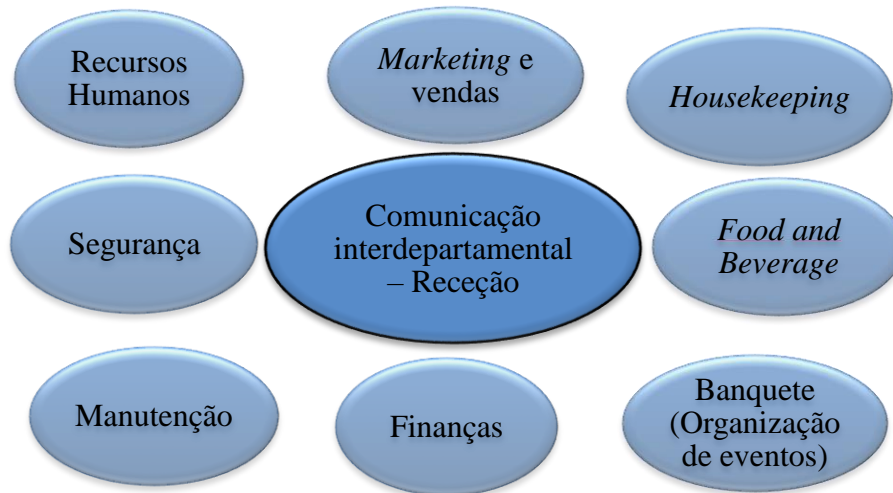 Recursos
Humanos
Marketing e
vendas
Housekeeping
Segurança
Comunicação
interdepartamental
– Receção
Food and
Beverage
Manutenção
Finanças
Banquete
(Organização
de eventos)